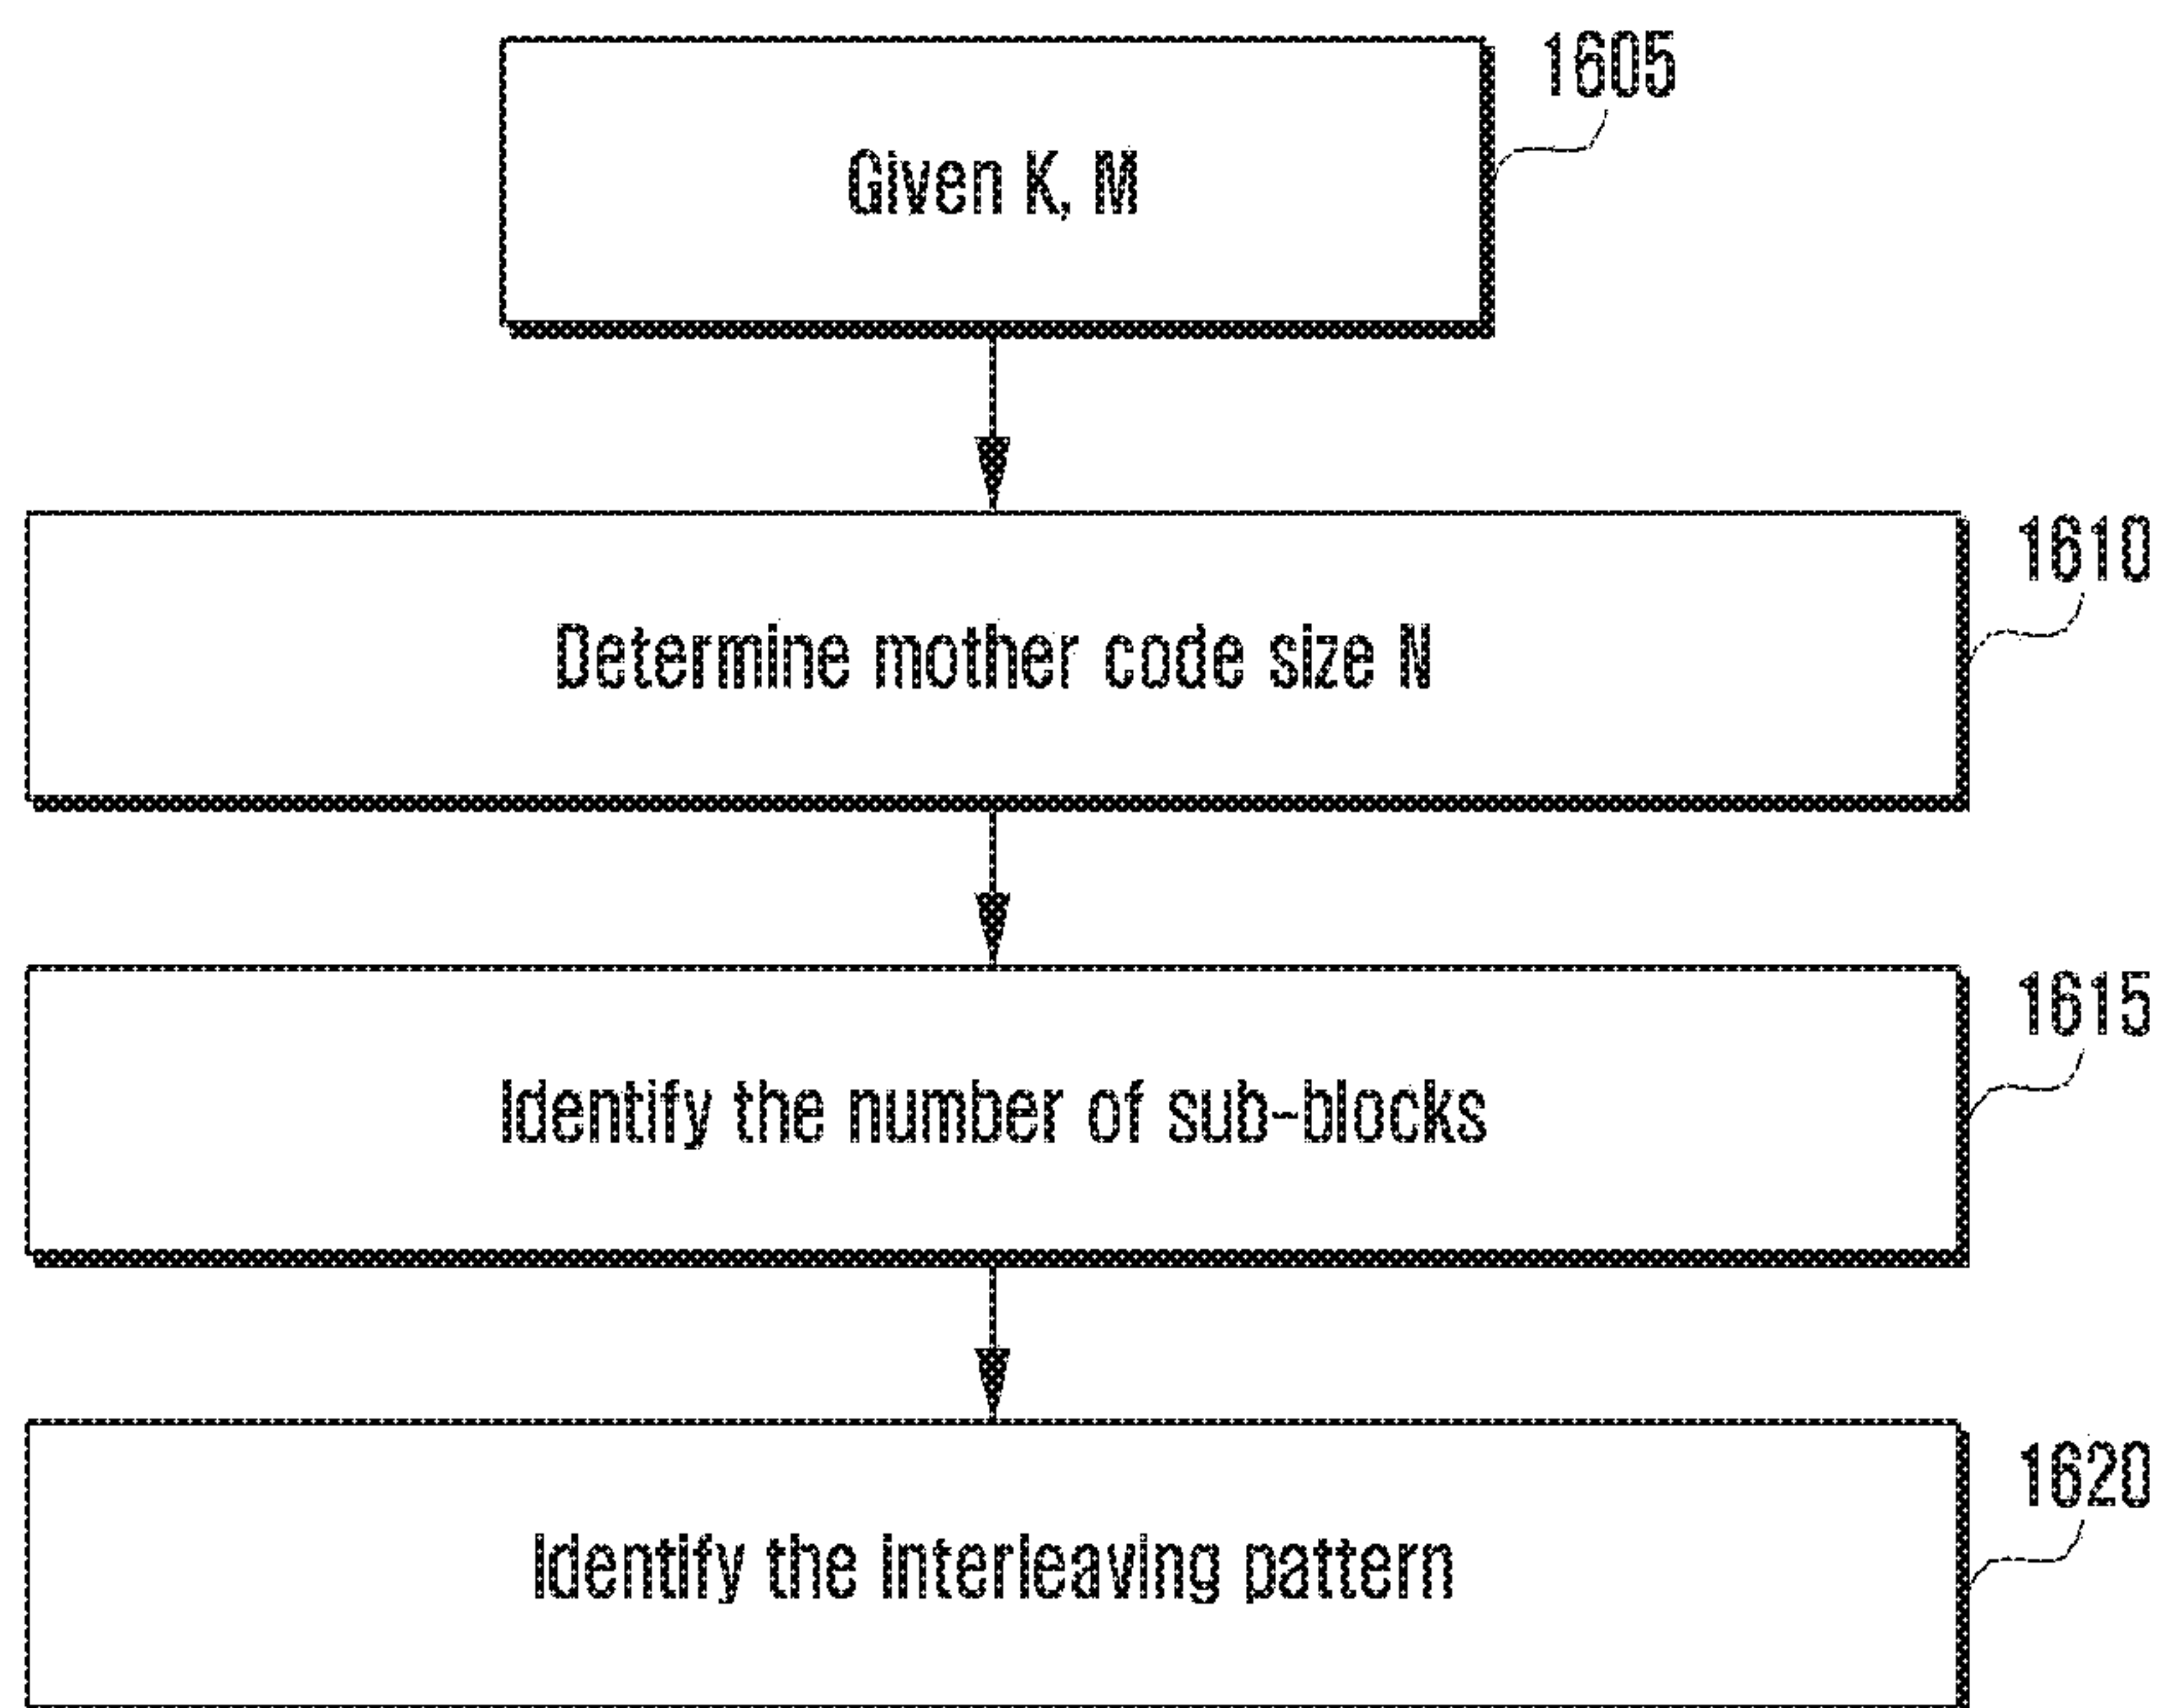 1605
Given K, M
1610
Determine mother code size N
1615
Identify the number of sub-blocks
1620
Identify the interleaving pattern